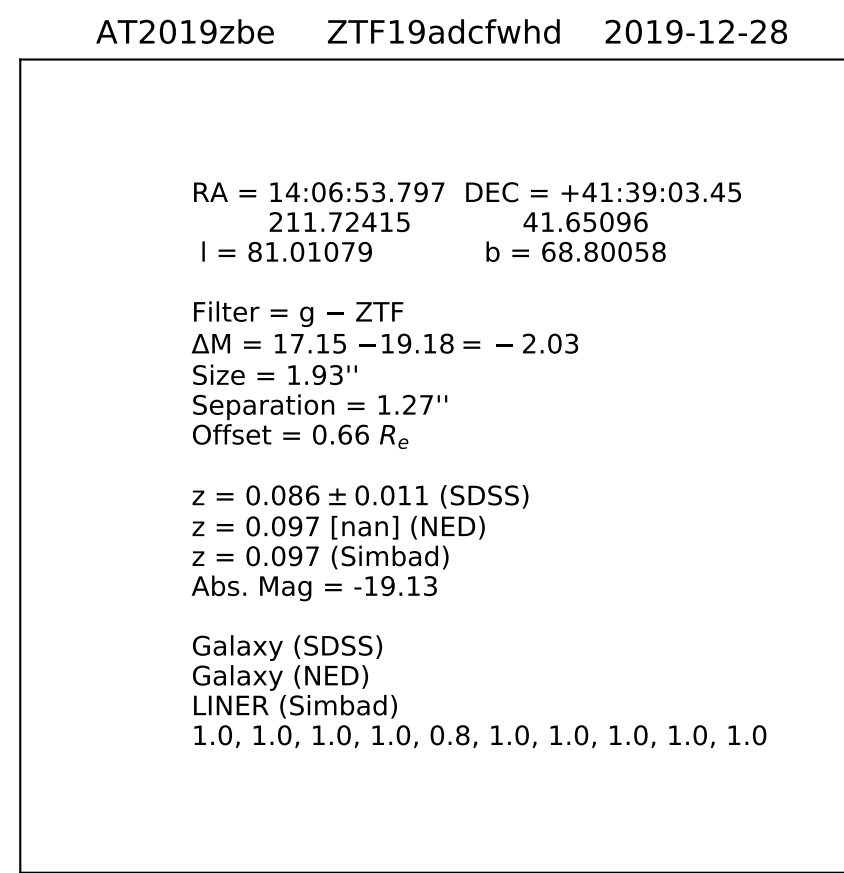 AT2019zbe ZTF19adcfwhd 2019-12-28
RA = 14:06:53.797 DEC = +41:39:03.45
211.72415 41.65096
l = 81.01079 b = 68.80058
Filter = g − ZTF
ΔM = 17.15 −19.18 = − 2.03
Size = 1.93''
Separation = 1.27''
Offset = 0.66 Re
z = 0.086 ± 0.011 (SDSS)
z = 0.097 [nan] (NED)
z = 0.097 (Simbad)
Abs. Mag = -19.13
Galaxy (SDSS)
Galaxy (NED)
LINER (Simbad)
1.0, 1.0, 1.0, 1.0, 0.8, 1.0, 1.0, 1.0, 1.0, 1.0